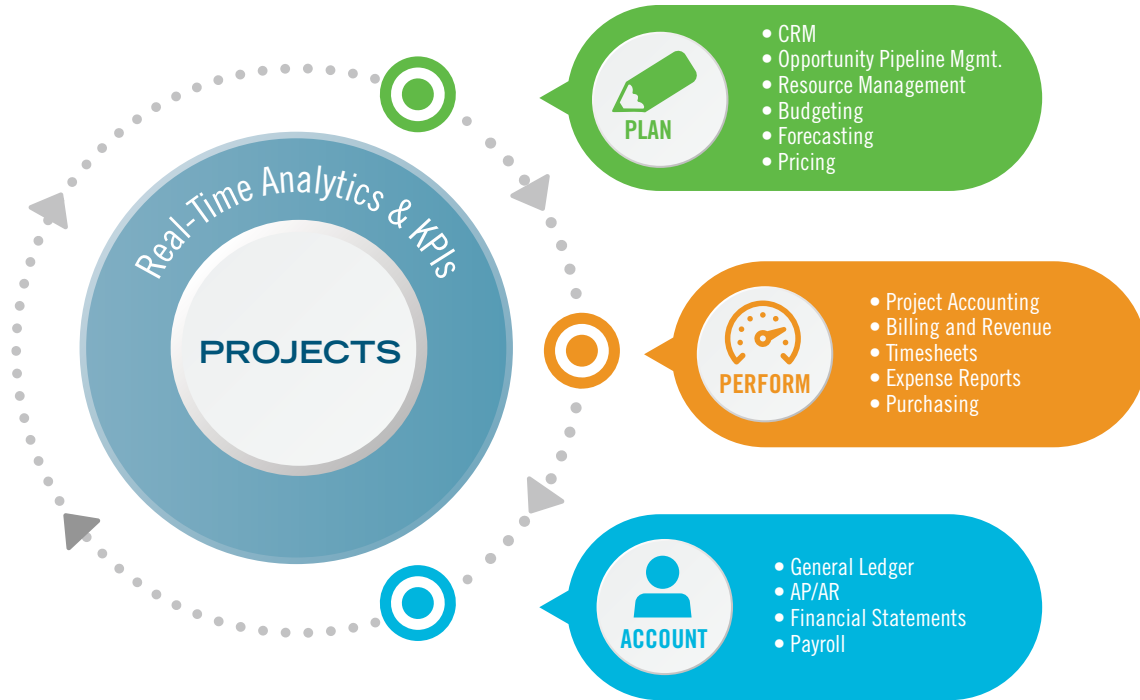 Real-Time Analytics & KPIs
PROJECTS
PLAN
• CRM
• Opportunity Pipeline Mgmt.
• Resource Management
• Budgeting
• Forecasting
• Pricing
PERFORM
• Project Accounting
• Billing and Revenue
• Timesheets
• Expense Reports
• Purchasing
ACCOUNT
• General Ledger
• AP/AR
• Financial Statements
• Payroll